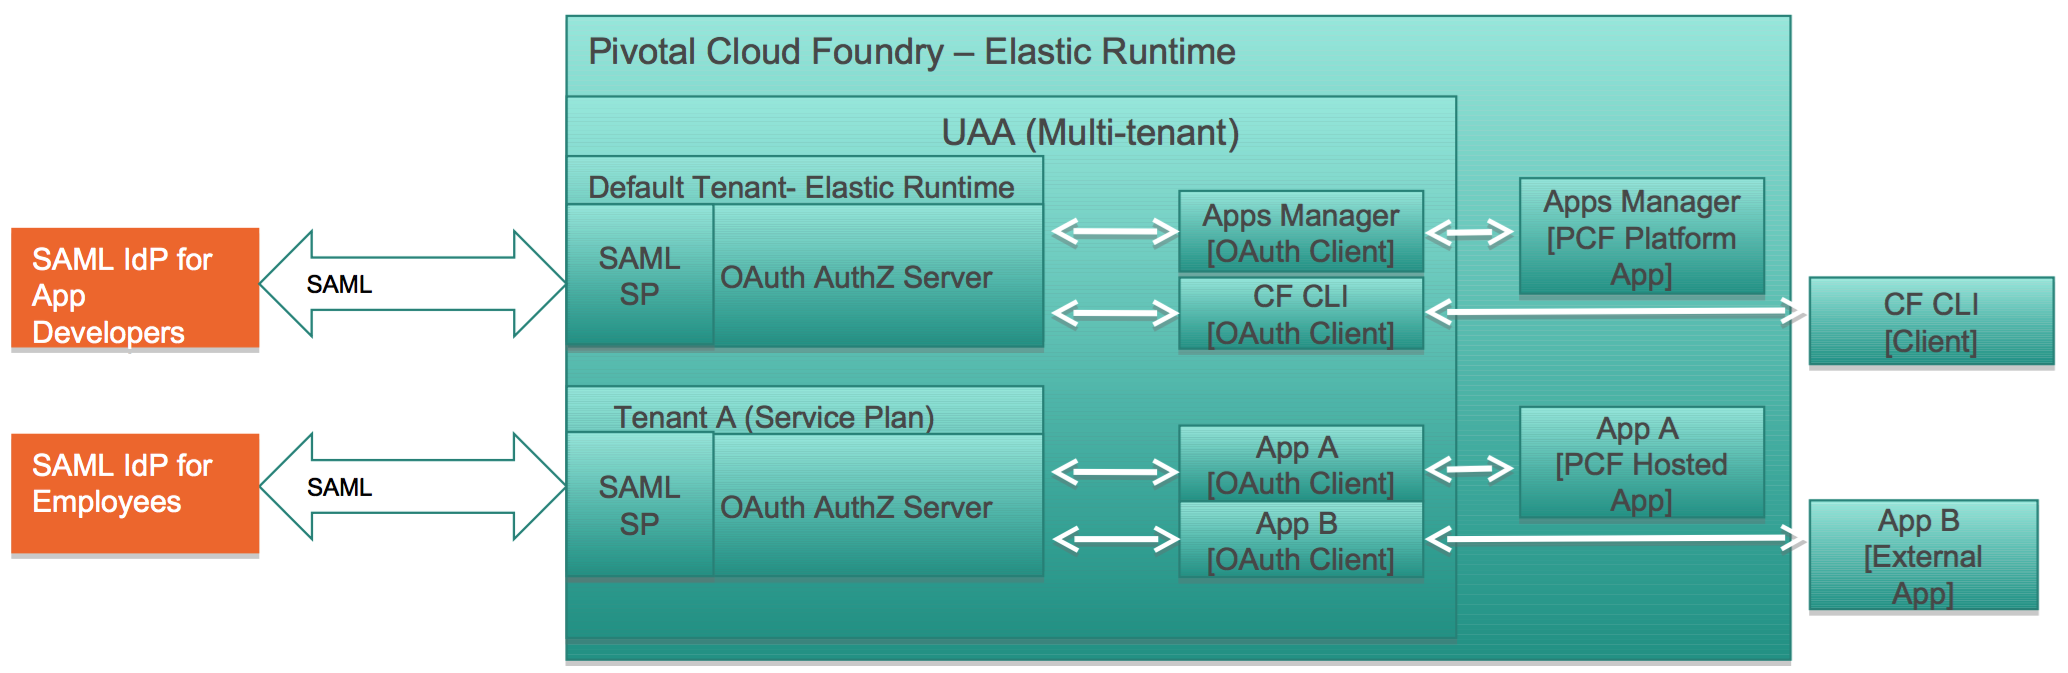 Pivotal Cloud Foundry – Elastic Runtime
UAA (Multi-tenant)
Default Tenant- Elastic Runtime
SAML IdP for
App
Developers
SAML
SAML
SP
OAuth AuthZ Server
Apps Manager
[OAuth Client]
CF CLI
[OAuth Client]
Apps Manager
[PCF Platform
App]
CF CLI
[Client]
Tenant A (Service Plan)
SAML IdP for
Employees
SAML
SAML
SP
OAuth AuthZ Server
App A
[OAuth Client]
App B
[OAuth Client]
App A
[PCF Hosted
App]
App B
[External
App]